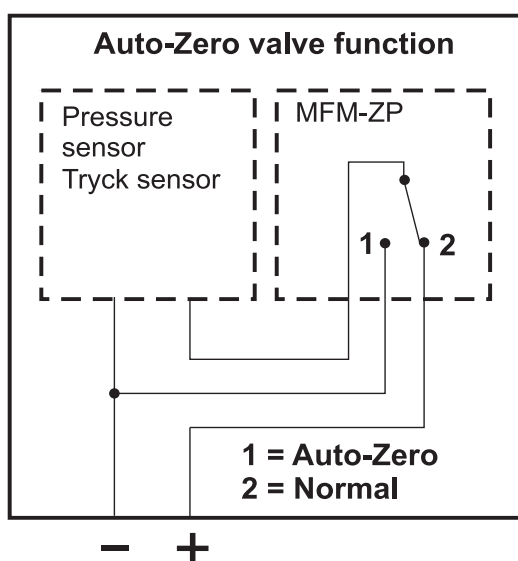 Auto-Zero valve function
Pressure
sensor
Tryck sensor
MFM-ZP
1
2
1 = Auto-Zero
2 = Normal
− +